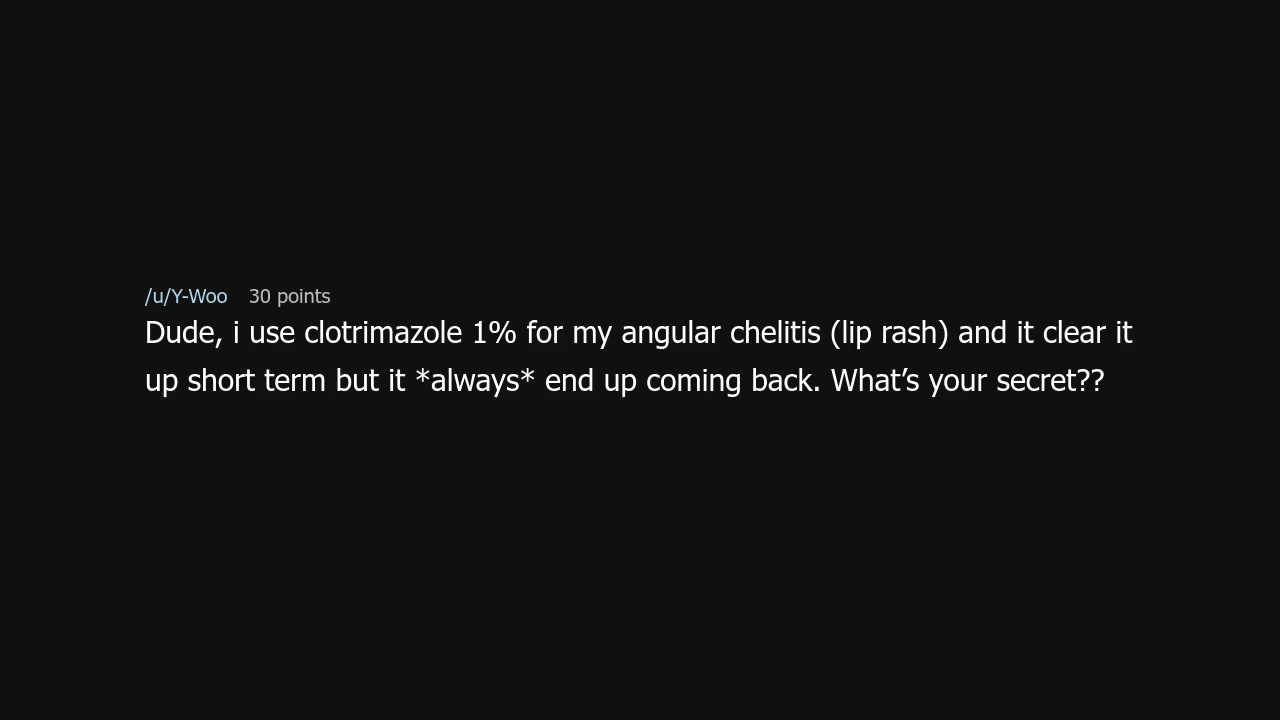 /u/Y-Woo 30 points
Dude, i use clotrimazole 1% for my angular chelitis (lip rash) and it clear it
up short term but it *always* end up coming back. What’s your secret??